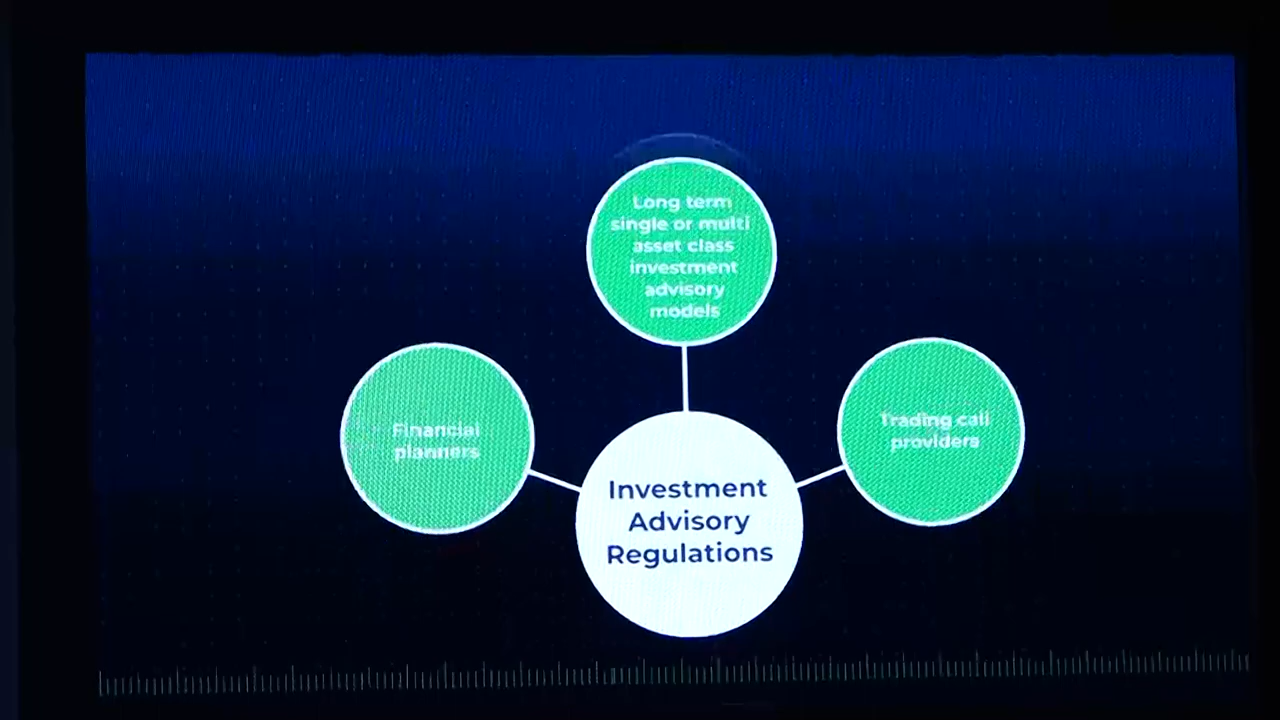 Long term
single or multi
asset class
investment
advisory
models
Financial
planners
Trading call
providers
Investment
Advisory
Regulations